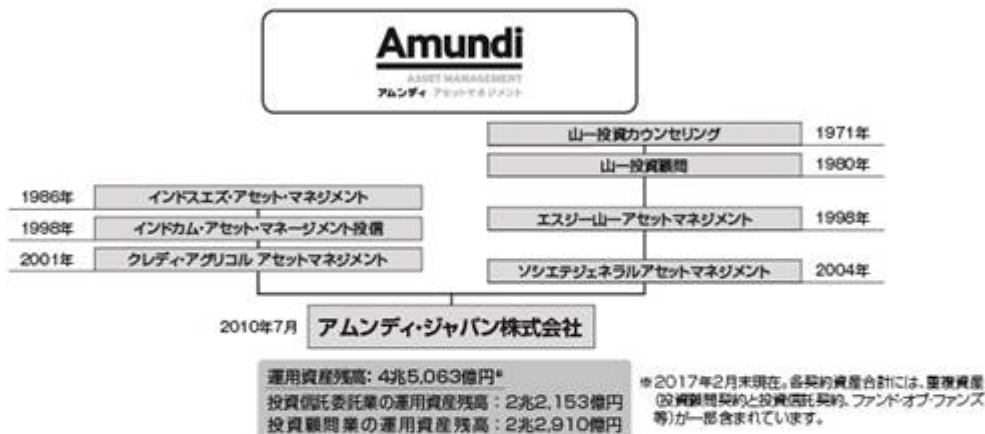 Amundi
ASSET MANAGEMENT
アムンディ アセットマネジメント
山一投資カウンセリング 1971年
山一投資顧問 1980年
1986年 インドスエズ・アセット・マネジメント
1998年 インドカム・アセット・マネージメント投信
エスジー山一アセットマネジメント 1998年
2001年 クレディ・アグリコル アセットマネジメント
ソシエテジェネラルアセットマネジメント 2004年
2010年7月 アムンディ・ジャパン株式会社
運用資産残高：4兆5,063億円※
投資信託委託業の運用資産残高：2兆2,153億円
投資顧問業の運用資産残高：2兆2,910億円
※2017年2月末現在。各契約資産合計には、重複資産
（投資顧問契約と投資信託契約、ファンド・オブ・ファンズ
等）が一部含まれています。